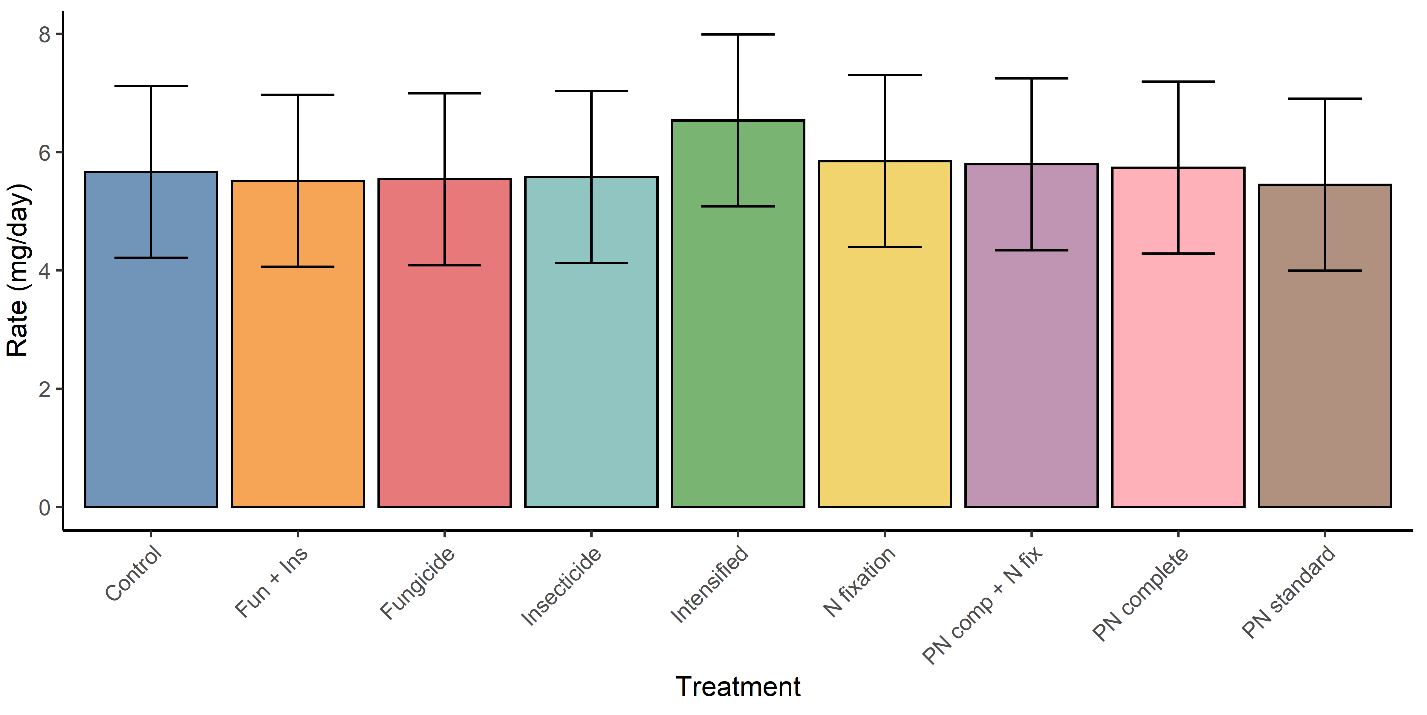 Rate (mg/day)
8
6
4
2
0
Control
Fun + Ins
Fungicide
Insecticide
Intensified
N fixation
PN comp + N fix
PN complete
PN standard
Treatment